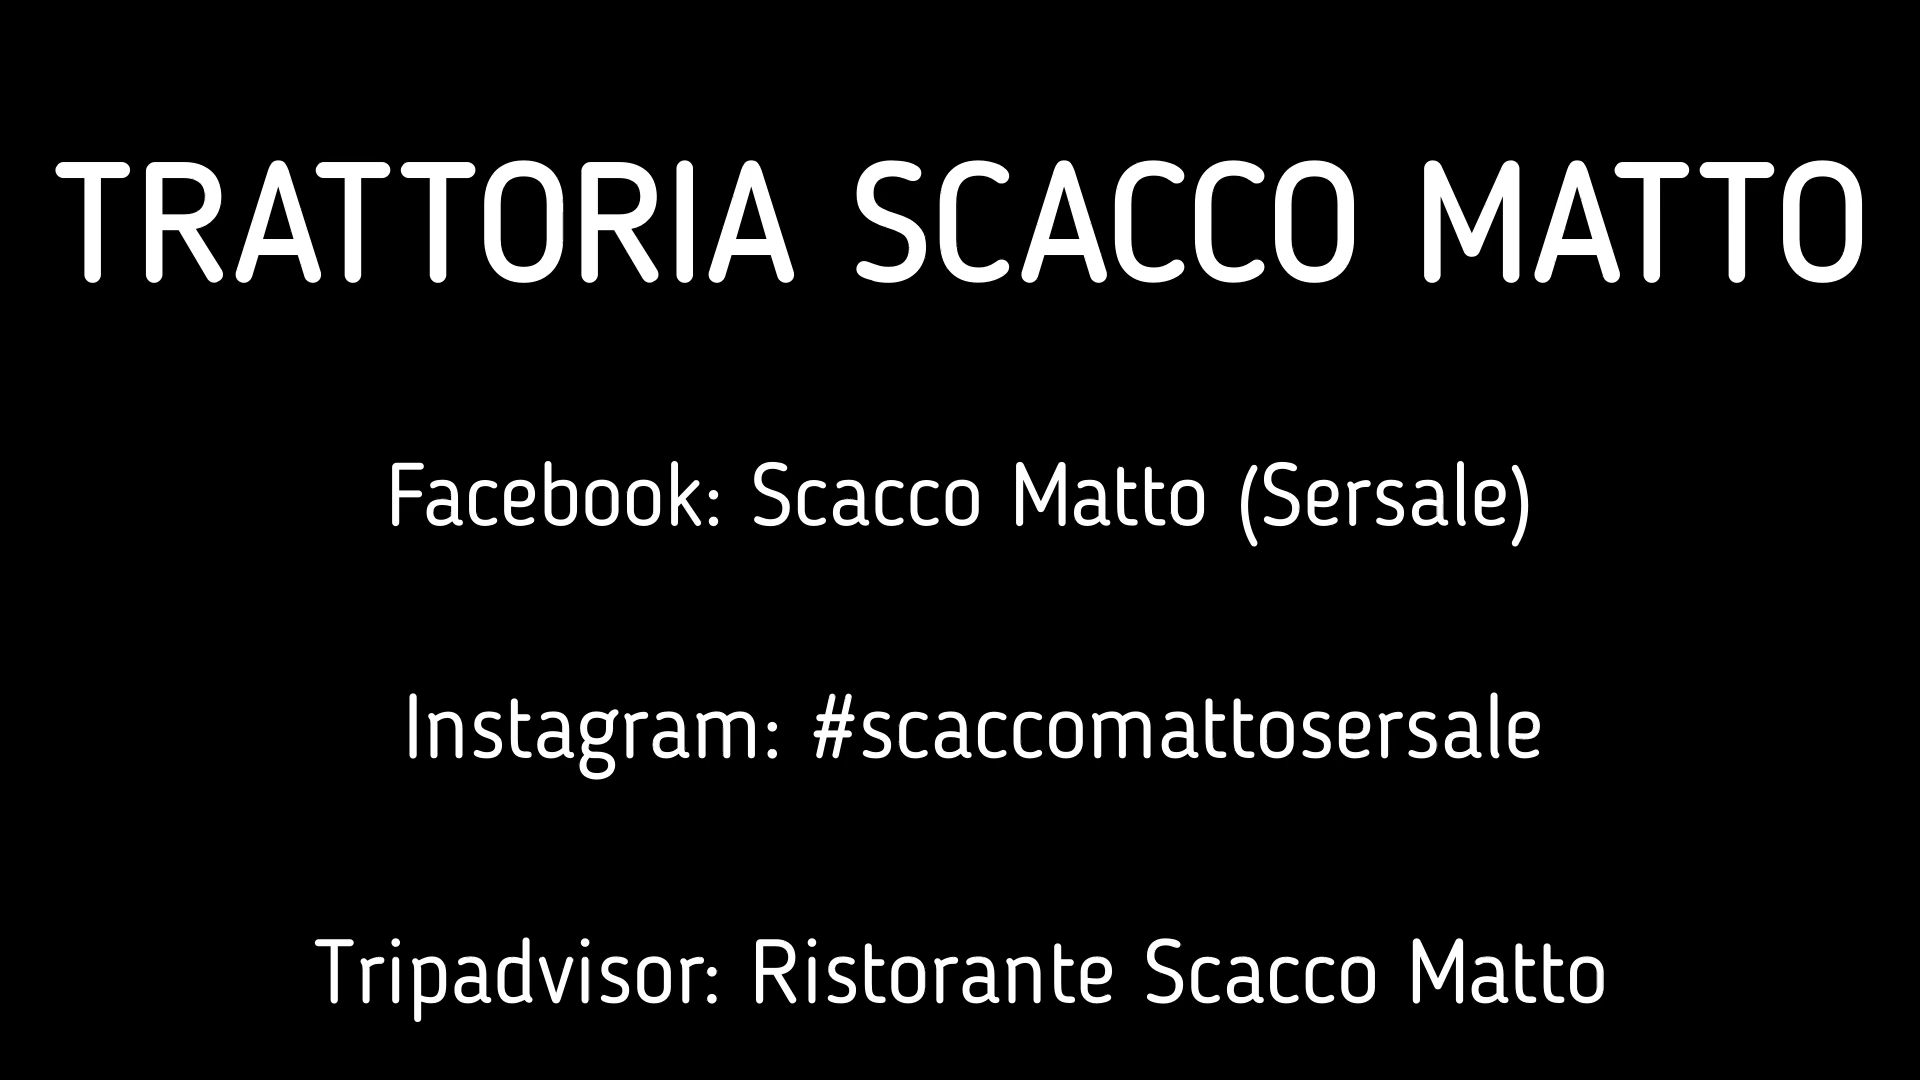 TRATTORIA SCACCO MATTO
Facebook: Scacco Matto (Sersale)
Instagram: #scaccomattosersale
Tripadvisor: Ristorante Scacco Matto